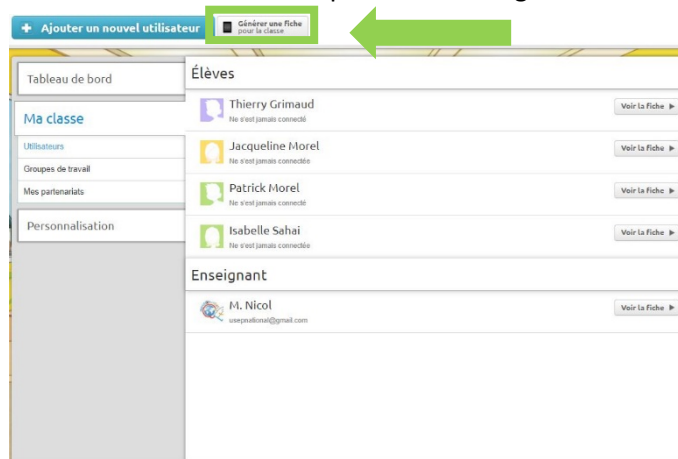 + Ajouter un nouvel utilisateur
Générer une fiche
pour la classe
Tableau de bord
Ma classe
Utilisateurs
Groupes de travail
Mes partenariats
Personnalisation
Élèves
Thierry Grimaud
Ne s'est jamais connecté
Voir la fiche
Jacqueline Morel
Ne s'est jamais connectée
Voir la fiche
Patrick Morel
Ne s'est jamais connecté
Voir la fiche
Isabelle Sahai
Ne s'est jamais connectée
Voir la fiche
Enseignant
M. Nicol
usepnational@gmail.com
Voir la fiche